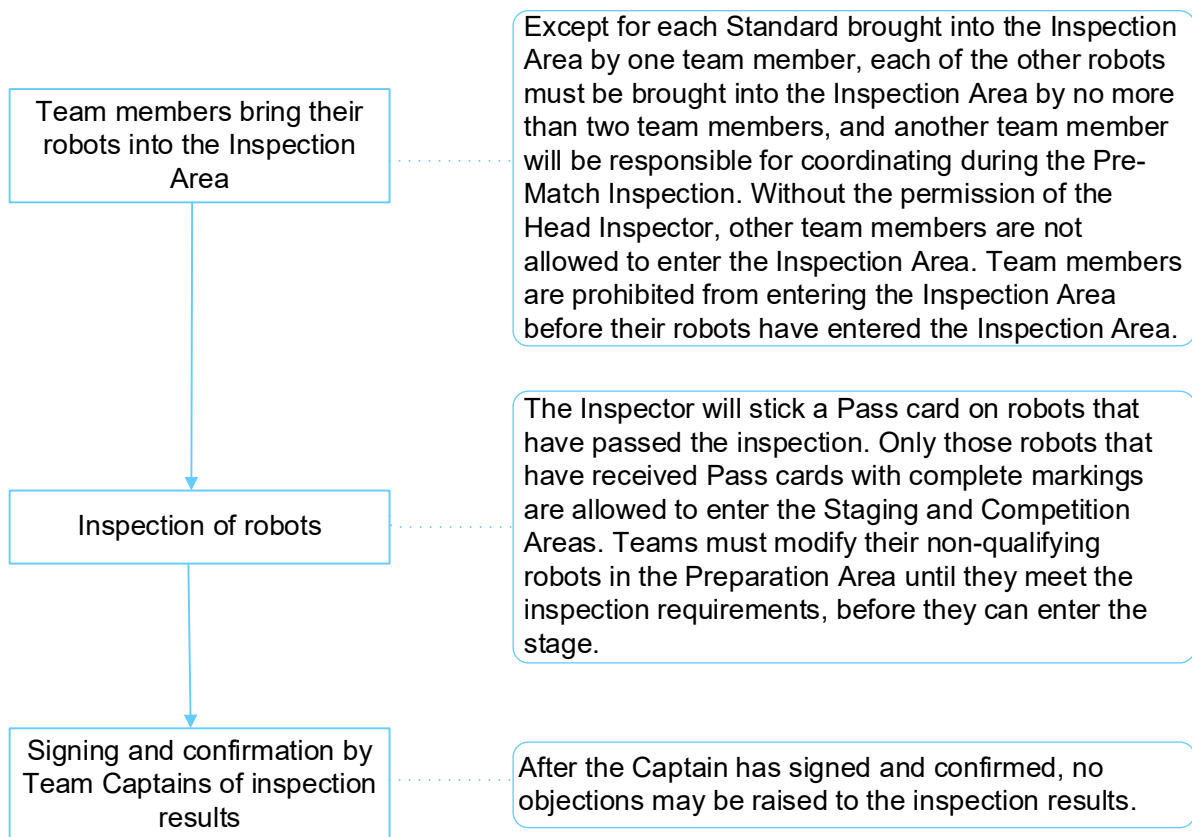 Team members bring their
robots into the Inspection
Area
Except for each Standard brought into the Inspection
Area by one team member, each of the other robots
must be brought into the Inspection Area by no more
than two team members, and another team member
will be responsible for coordinating during the Pre-
Match Inspection. Without the permission of the
Head Inspector, other team members are not
allowed to enter the Inspection Area. Team members
are prohibited from entering the Inspection Area
before their robots have entered the Inspection Area.
Inspection of robots
The Inspector will stick a Pass card on robots that
have passed the inspection. Only those robots that
have received Pass cards with complete markings
are allowed to enter the Staging and Competition
Areas. Teams must modify their non-qualifying
robots in the Preparation Area until they meet the
inspection requirements, before they can enter the
stage.
Signing and confirmation by
Team Captains of inspection
results
After the Captain has signed and confirmed, no
objections may be raised to the inspection results.